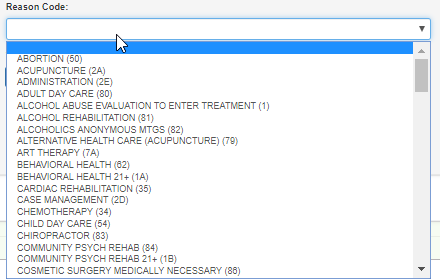 Reason Code:
ABORTION (50)
ACUPUNCTURE (2A)
ADMINISTRATION (2E)
ADULT DAY CARE (80)
ALCOHOL ABUSE EVALUATION TO ENTER TREATMENT (1)
ALCOHOL REHABILITATION (81)
ALCOHOLICS ANONYMOUS MTGS (82)
ALTERNATIVE HEALTH CARE (ACUPUNCTURE) (79)
ART THERAPY (7A)
BEHAVIORAL HEALTH (62)
BEHAVIORAL HEALTH 21+ (1A)
CARDIAC REHABILITATION (35)
CASE MANAGEMENT (2D)
CHEMOTHERAPY (34)
CHILD DAY CARE (54)
CHIROPRACTOR (83)
COMMUNITY PSYCH REHAB (84)
COMMUNITY PSYCH REHAB 21+ (1B)
COSMETIC SURGERY MEDICALLY NECESSARY (86)